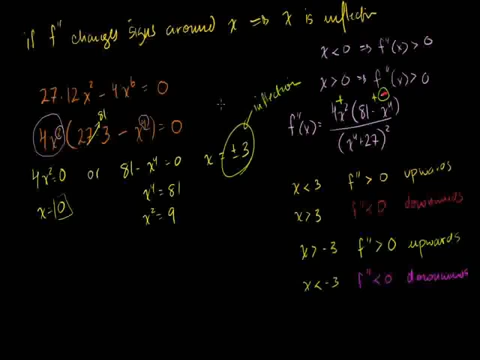 if f'' changes signs around x ⇒ x is inflection
x < 0 ⇒ f''(x) > 0
x > 0 ⇒ f''(x) > 0
27·12x² - 4x⁶ = 0
4x²(27·3 - x⁴) = 0
81
4x² = 0 or 81 - x⁴ = 0
x = 0
x⁴ = 81
x² = 9
x = ±3
inflection
f''(x) = 4x²(81 - x⁴) / (x⁴ + 27)²
+ + -
x < 3 f'' > 0 upwards
x > 3 f'' < 0 downwards
x > -3 f'' > 0 upwards
x < -3 f'' < 0 downwards